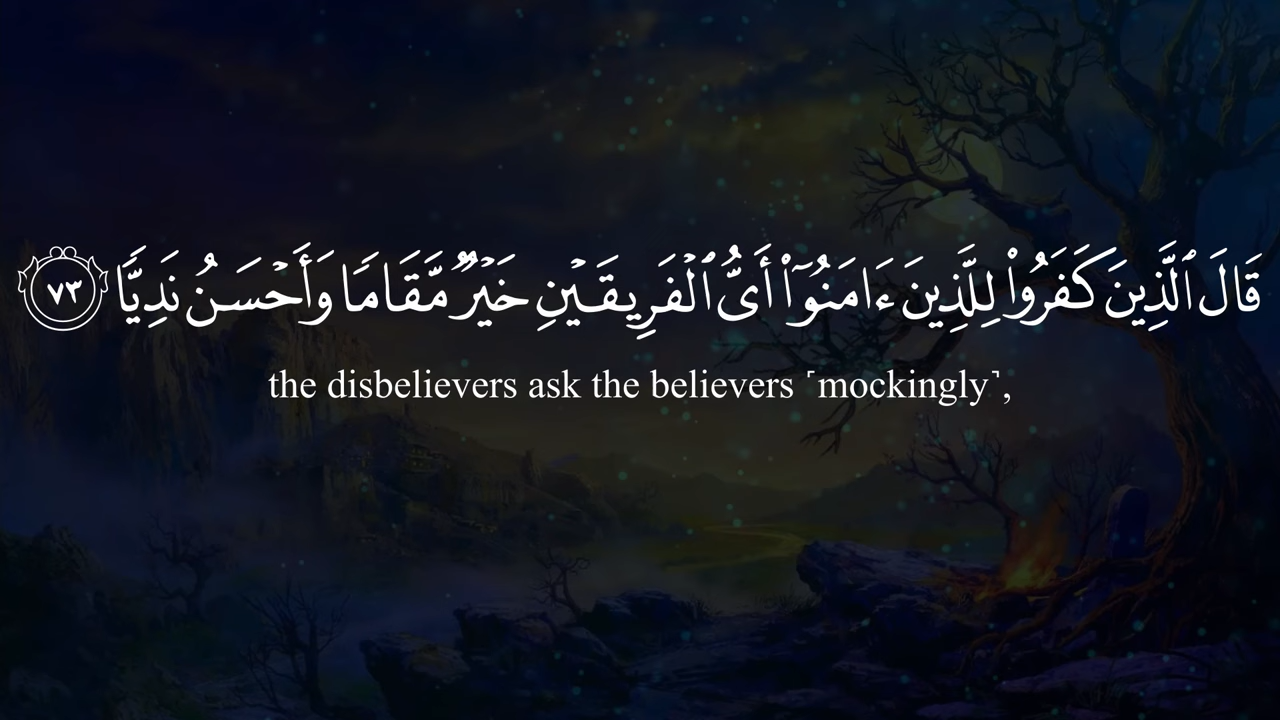 قَالَ ٱلَّذِينَ كَفَرُوا۟ لِلَّذِينَ ءَامَنُوٓا۟ أَىُّ ٱلْفَرِيقَيْنِ خَيْرٌ مَّقَامًا وَأَحْسَنُ نَدِيًّا ٧٣
the disbelievers ask the believers ˹mockingly˺,